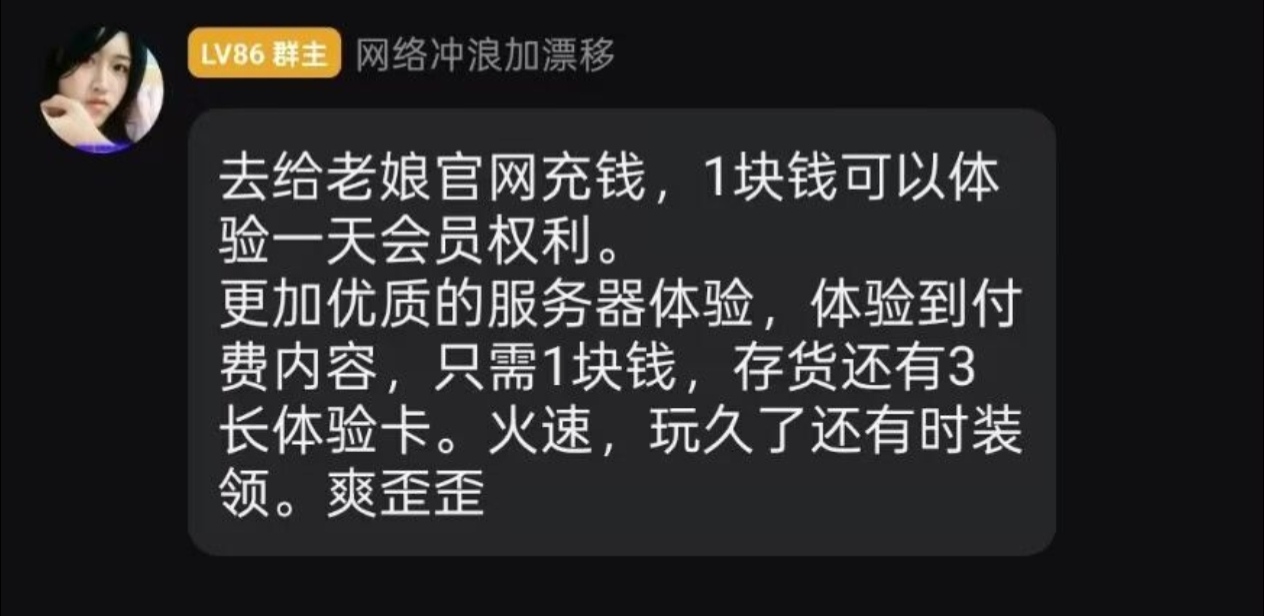 LV86 群主 网络冲浪加漂移
去给老娘官网充钱，1块钱可以体
验一天会员权利。
更加优质的服务器体验，体验到付
费内容，只需1块钱，存货还有3
长体验卡。火速，玩久了还有时装
领。爽歪歪